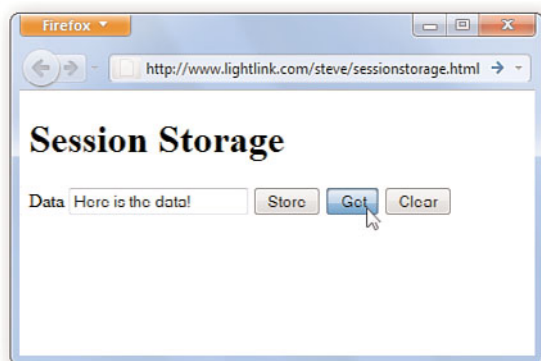 Firefox
http://www.lightlink.com/steve/sessionstorage.html
Session Storage
Data Here is the data! Store Get Clear